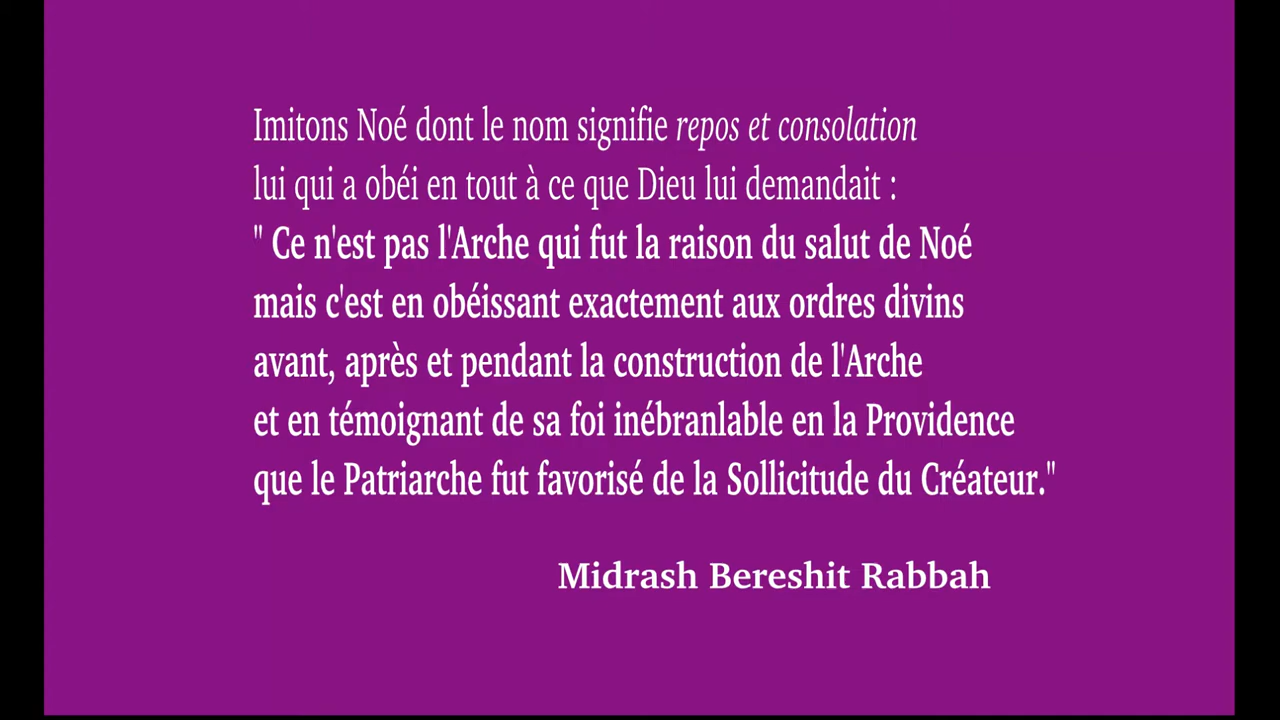 Imitons Noé dont le nom signifie repos et consolation
lui qui a obéi en tout à ce que Dieu lui demandait :
" Ce n'est pas l'Arche qui fut la raison du salut de Noé
mais c'est en obéissant exactement aux ordres divins
avant, après et pendant la construction de l'Arche
et en témoignant de sa foi inébranlable en la Providence
que le Patriarche fut favorisé de la Sollicitude du Créateur."
Midrash Bereshit Rabbah